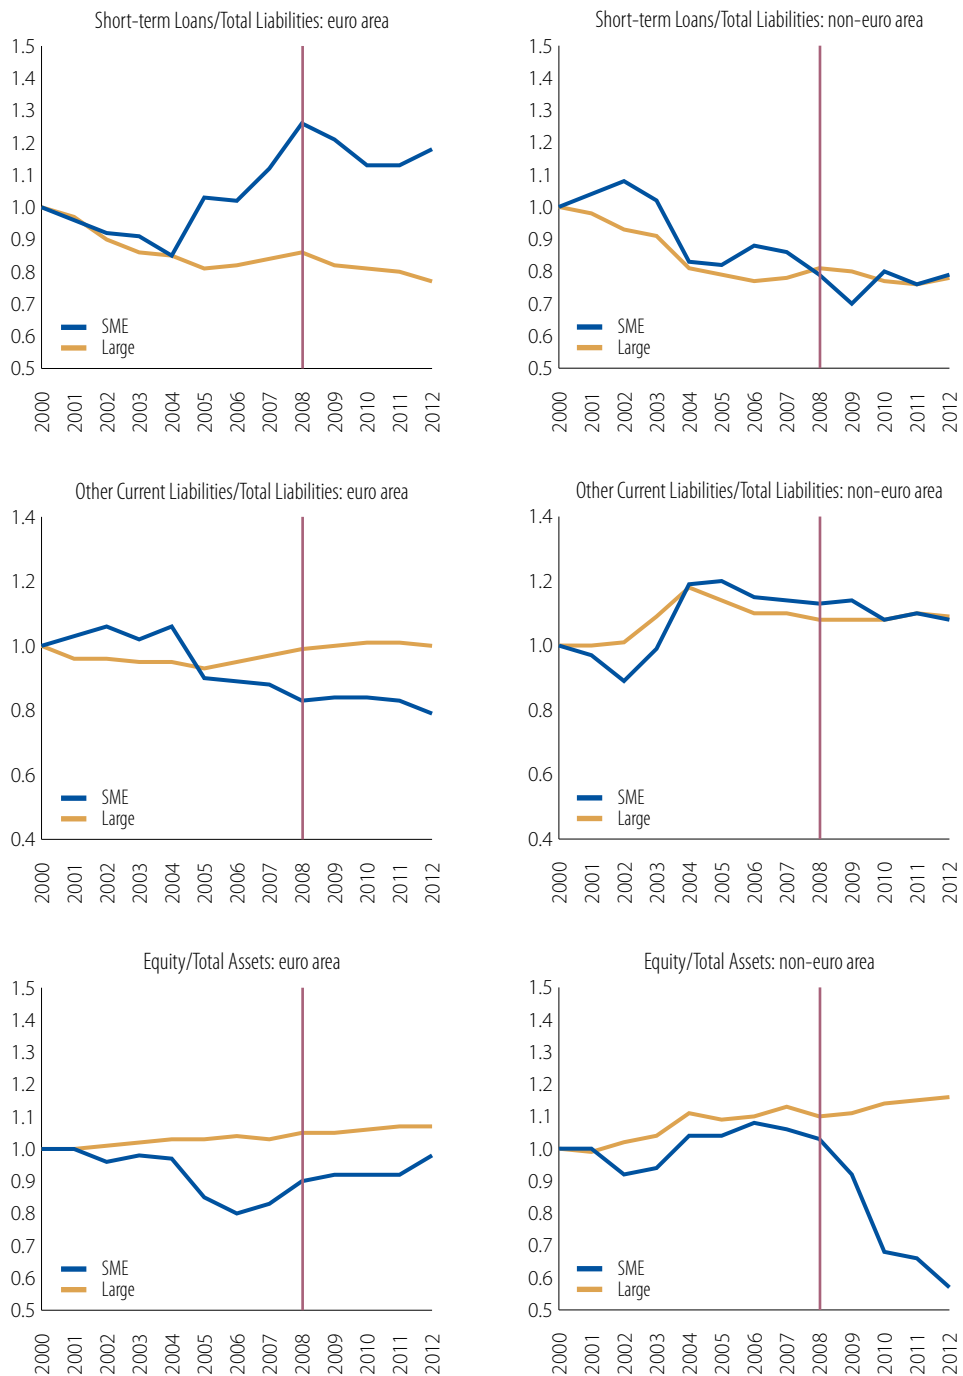 Short-term Loans/Total Liabilities: euro area
1.5
1.4
1.3
1.2
1.1
1.0
0.9
0.8
0.7
0.6
0.5
SME
Large
2000 2001 2002 2003 2004 2005 2006 2007 2008 2009 2010 2011 2012
Short-term Loans/Total Liabilities: non-euro area
1.5
1.4
1.3
1.2
1.1
1.0
0.9
0.8
0.7
0.6
0.5
SME
Large
2000 2001 2002 2003 2004 2005 2006 2007 2008 2009 2010 2011 2012
Other Current Liabilities/Total Liabilities: euro area
1.4
1.2
1.0
0.8
0.6
0.4
SME
Large
2000 2001 2002 2003 2004 2005 2006 2007 2008 2009 2010 2011 2012
Other Current Liabilities/Total Liabilities: non-euro area
1.4
1.2
1.0
0.8
0.6
0.4
SME
Large
2000 2001 2002 2003 2004 2005 2006 2007 2008 2009 2010 2011 2012
Equity/Total Assets: euro area
1.5
1.4
1.3
1.2
1.1
1.0
0.9
0.8
0.7
0.6
0.5
SME
Large
2000 2001 2002 2003 2004 2005 2006 2007 2008 2009 2010 2011 2012
Equity/Total Assets: non-euro area
1.5
1.4
1.3
1.2
1.1
1.0
0.9
0.8
0.7
0.6
0.5
SME
Large
2000 2001 2002 2003 2004 2005 2006 2007 2008 2009 2010 2011 2012